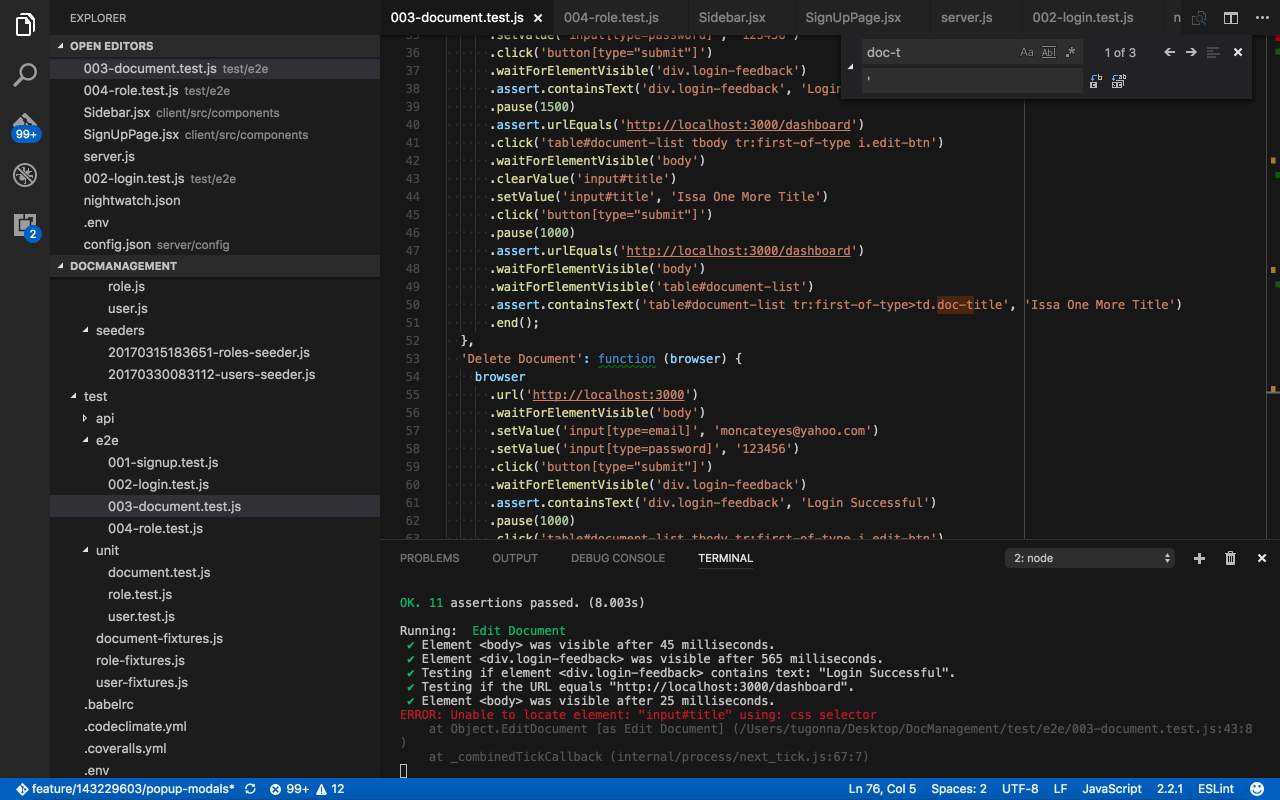 EXPLORER
OPEN EDITORS
003-document.test.js test/e2e
004-role.test.js test/e2e
Sidebar.jsx client/src/components
SignUpPage.jsx client/src/components
server.js
002-login.test.js test/e2e
nightwatch.json
.env
config.json server/config
DOCMANAGEMENT
role.js
user.js
seeders
20170315183651-roles-seeder.js
20170330083112-users-seeder.js
test
api
e2e
001-signup.test.js
002-login.test.js
003-document.test.js
004-role.test.js
unit
document.test.js
role.test.js
user.test.js
document-fixtures.js
role-fixtures.js
user-fixtures.js
.babelrc
.codeclimate.yml
.coveralls.yml
.env
99+
2
003-document.test.js 004-role.test.js Sidebar.jsx SignUpPage.jsx server.js 002-login.test.js n
doc-t Aa Abl .* 1 of 3
'
35 .setValue('input[type=password]', '123456')
36 .click('button[type="submit"]')
37 .waitForElementVisible('div.login-feedback')
38 .assert.containsText('div.login-feedback', 'Login
39 .pause(1500)
40 .assert.urlEquals('http://localhost:3000/dashboard')
41 .click('table#document-list tbody tr:first-of-type i.edit-btn')
42 .waitForElementVisible('body')
43 .clearValue('input#title')
44 .setValue('input#title', 'Issa One More Title')
45 .click('button[type="submit"]')
46 .pause(1000)
47 .assert.urlEquals('http://localhost:3000/dashboard')
48 .waitForElementVisible('body')
49 .waitForElementVisible('table#document-list')
50 .assert.containsText('table#document-list tr:first-of-type>td.doc-title', 'Issa One More Title')
51 .end();
52 },
53 'Delete Document': function (browser) {
54 browser
55 .url('http://localhost:3000')
56 .waitForElementVisible('body')
57 .setValue('input[type=email]', 'moncateyes@yahoo.com')
58 .setValue('input[type=password]', '123456')
59 .click('button[type="submit"]')
60 .waitForElementVisible('div.login-feedback')
61 .assert.containsText('div.login-feedback', 'Login Successful')
62 .pause(1000)
63 .click('table#document-list tbody tr:first-of-type i.edit-btn')
PROBLEMS OUTPUT DEBUG CONSOLE TERMINAL 2: node
OK. 11 assertions passed. (8.003s)
Running: Edit Document
✔ Element <body> was visible after 45 milliseconds.
✔ Element <div.login-feedback> was visible after 565 milliseconds.
✔ Testing if element <div.login-feedback> contains text: "Login Successful".
✔ Testing if the URL equals "http://localhost:3000/dashboard".
✔ Element <body> was visible after 25 milliseconds.
ERROR: Unable to locate element: "input#title" using: css selector
at Object.EditDocument [as Edit Document] (/Users/tugonna/Desktop/DocManagement/test/e2e/003-document.test.js:43:8
)
at _combinedTickCallback (internal/process/next_tick.js:67:7)
feature/143229603/popup-modals* 99+ 12 Ln 76, Col 5 Spaces: 2 UTF-8 LF JavaScript 2.2.1 ESLint